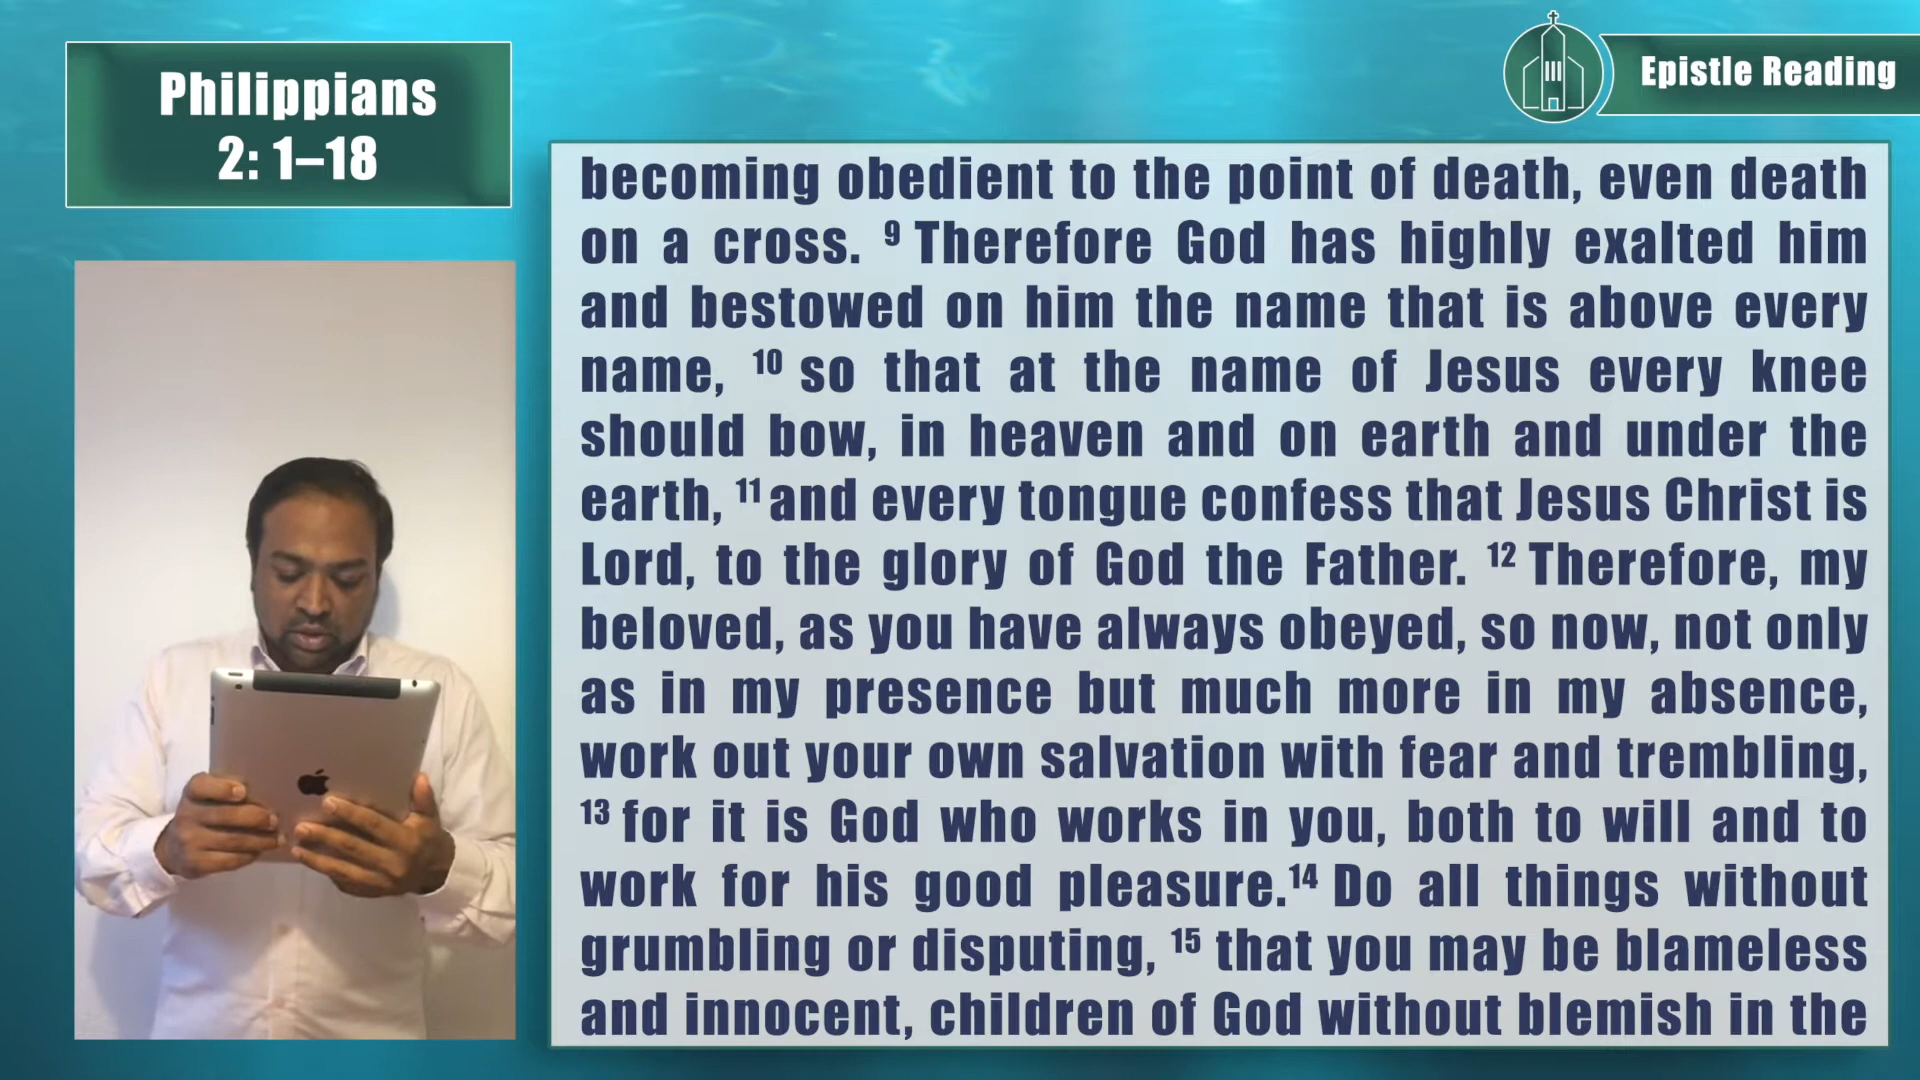 Philippians
2: 1–18
Epistle Reading
becoming obedient to the point of death, even death
on a cross. 9 Therefore God has highly exalted him
and bestowed on him the name that is above every
name, 10 so that at the name of Jesus every knee
should bow, in heaven and on earth and under the
earth, 11 and every tongue confess that Jesus Christ is
Lord, to the glory of God the Father. 12 Therefore, my
beloved, as you have always obeyed, so now, not only
as in my presence but much more in my absence,
work out your own salvation with fear and trembling,
13 for it is God who works in you, both to will and to
work for his good pleasure.14 Do all things without
grumbling or disputing, 15 that you may be blameless
and innocent, children of God without blemish in the